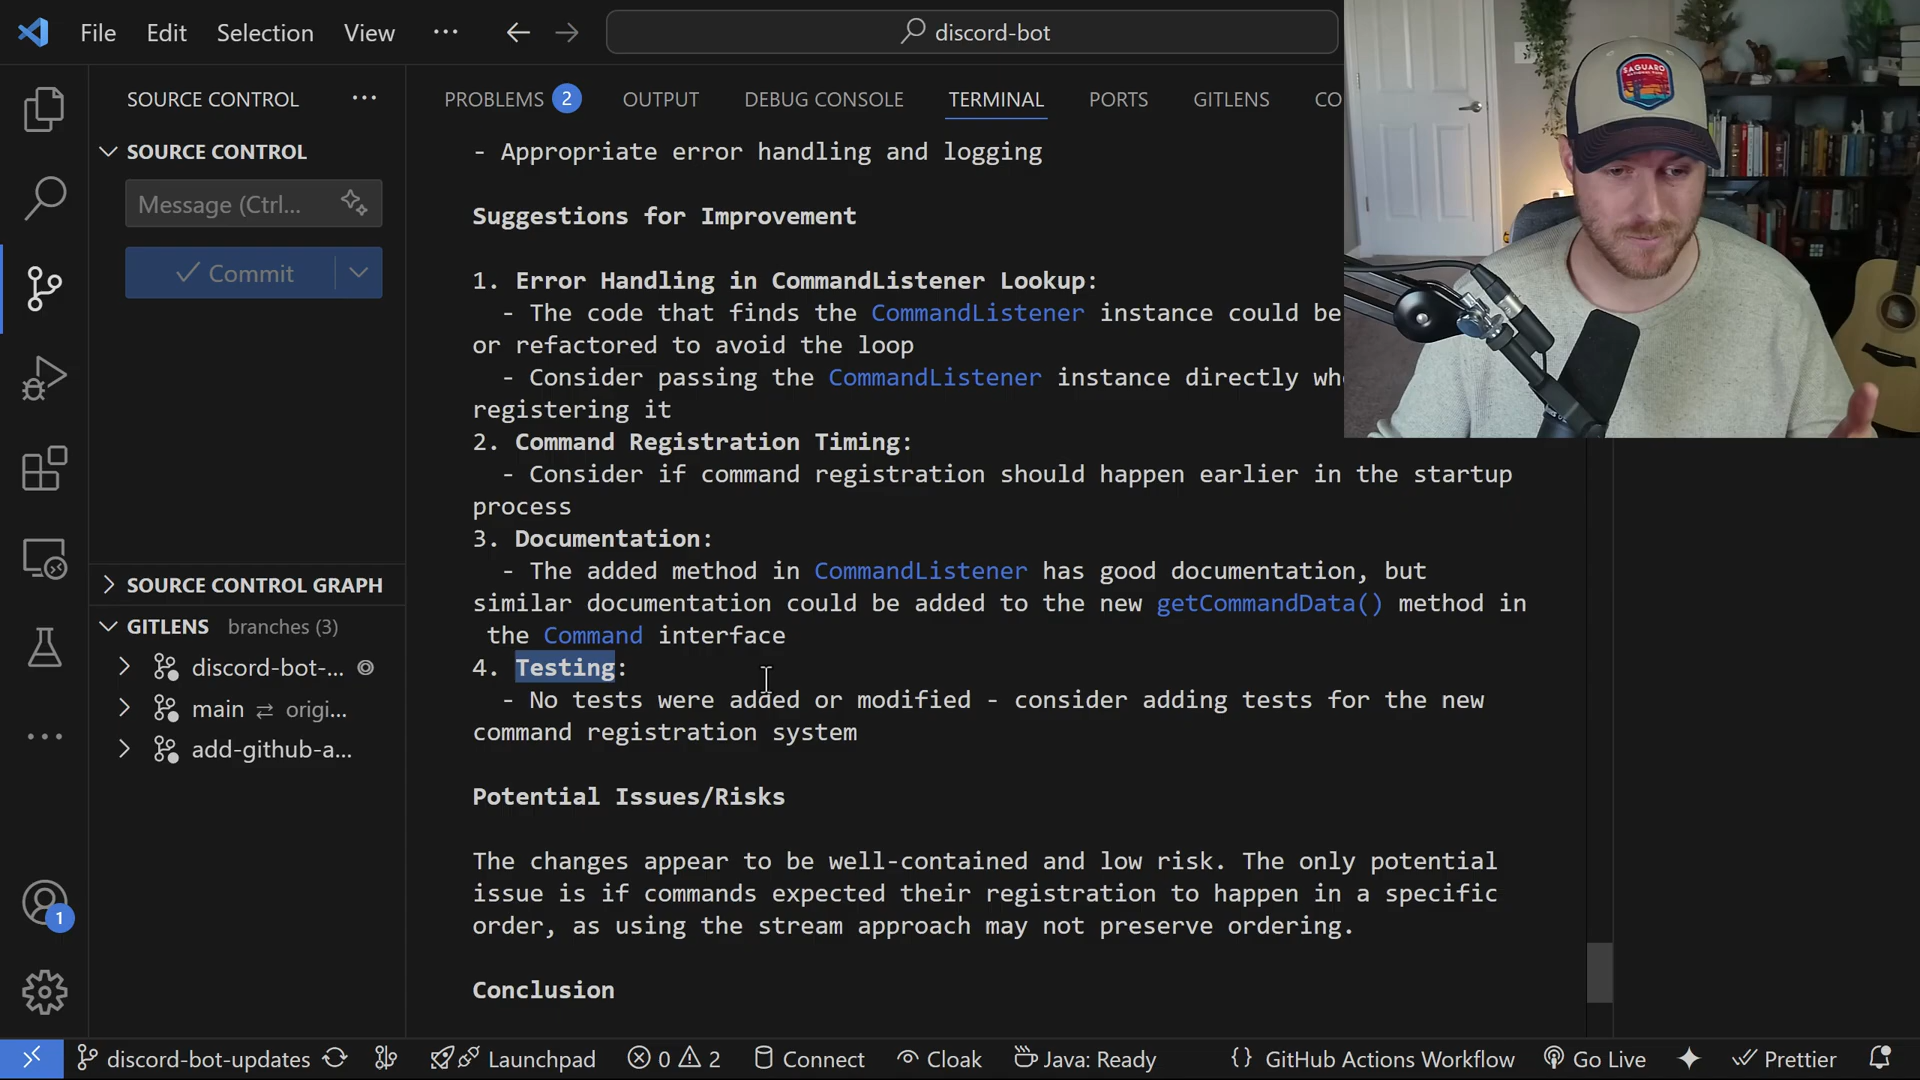 File Edit Selection View ··· discord-bot
SOURCE CONTROL ···
PROBLEMS 2 OUTPUT DEBUG CONSOLE TERMINAL PORTS GITLENS CO
SOURCE CONTROL
Message (Ctrl...
Commit
SOURCE CONTROL GRAPH
GITLENS branches (3)
discord-bot-...
main ⇄ origi...
add-github-a...
1
- Appropriate error handling and logging
Suggestions for Improvement
1. Error Handling in CommandListener Lookup:
- The code that finds the CommandListener instance could be
or refactored to avoid the loop
- Consider passing the CommandListener instance directly wh
registering it
2. Command Registration Timing:
- Consider if command registration should happen earlier in the startup
process
3. Documentation:
- The added method in CommandListener has good documentation, but
similar documentation could be added to the new getCommandData() method in
the Command interface
4. Testing:
- No tests were added or modified - consider adding tests for the new
command registration system
Potential Issues/Risks
The changes appear to be well-contained and low risk. The only potential
issue is if commands expected their registration to happen in a specific
order, as using the stream approach may not preserve ordering.
Conclusion
SAGUARO
discord-bot-updates Launchpad 0 2 Connect Cloak Java: Ready {} GitHub Actions Workflow Go Live Prettier